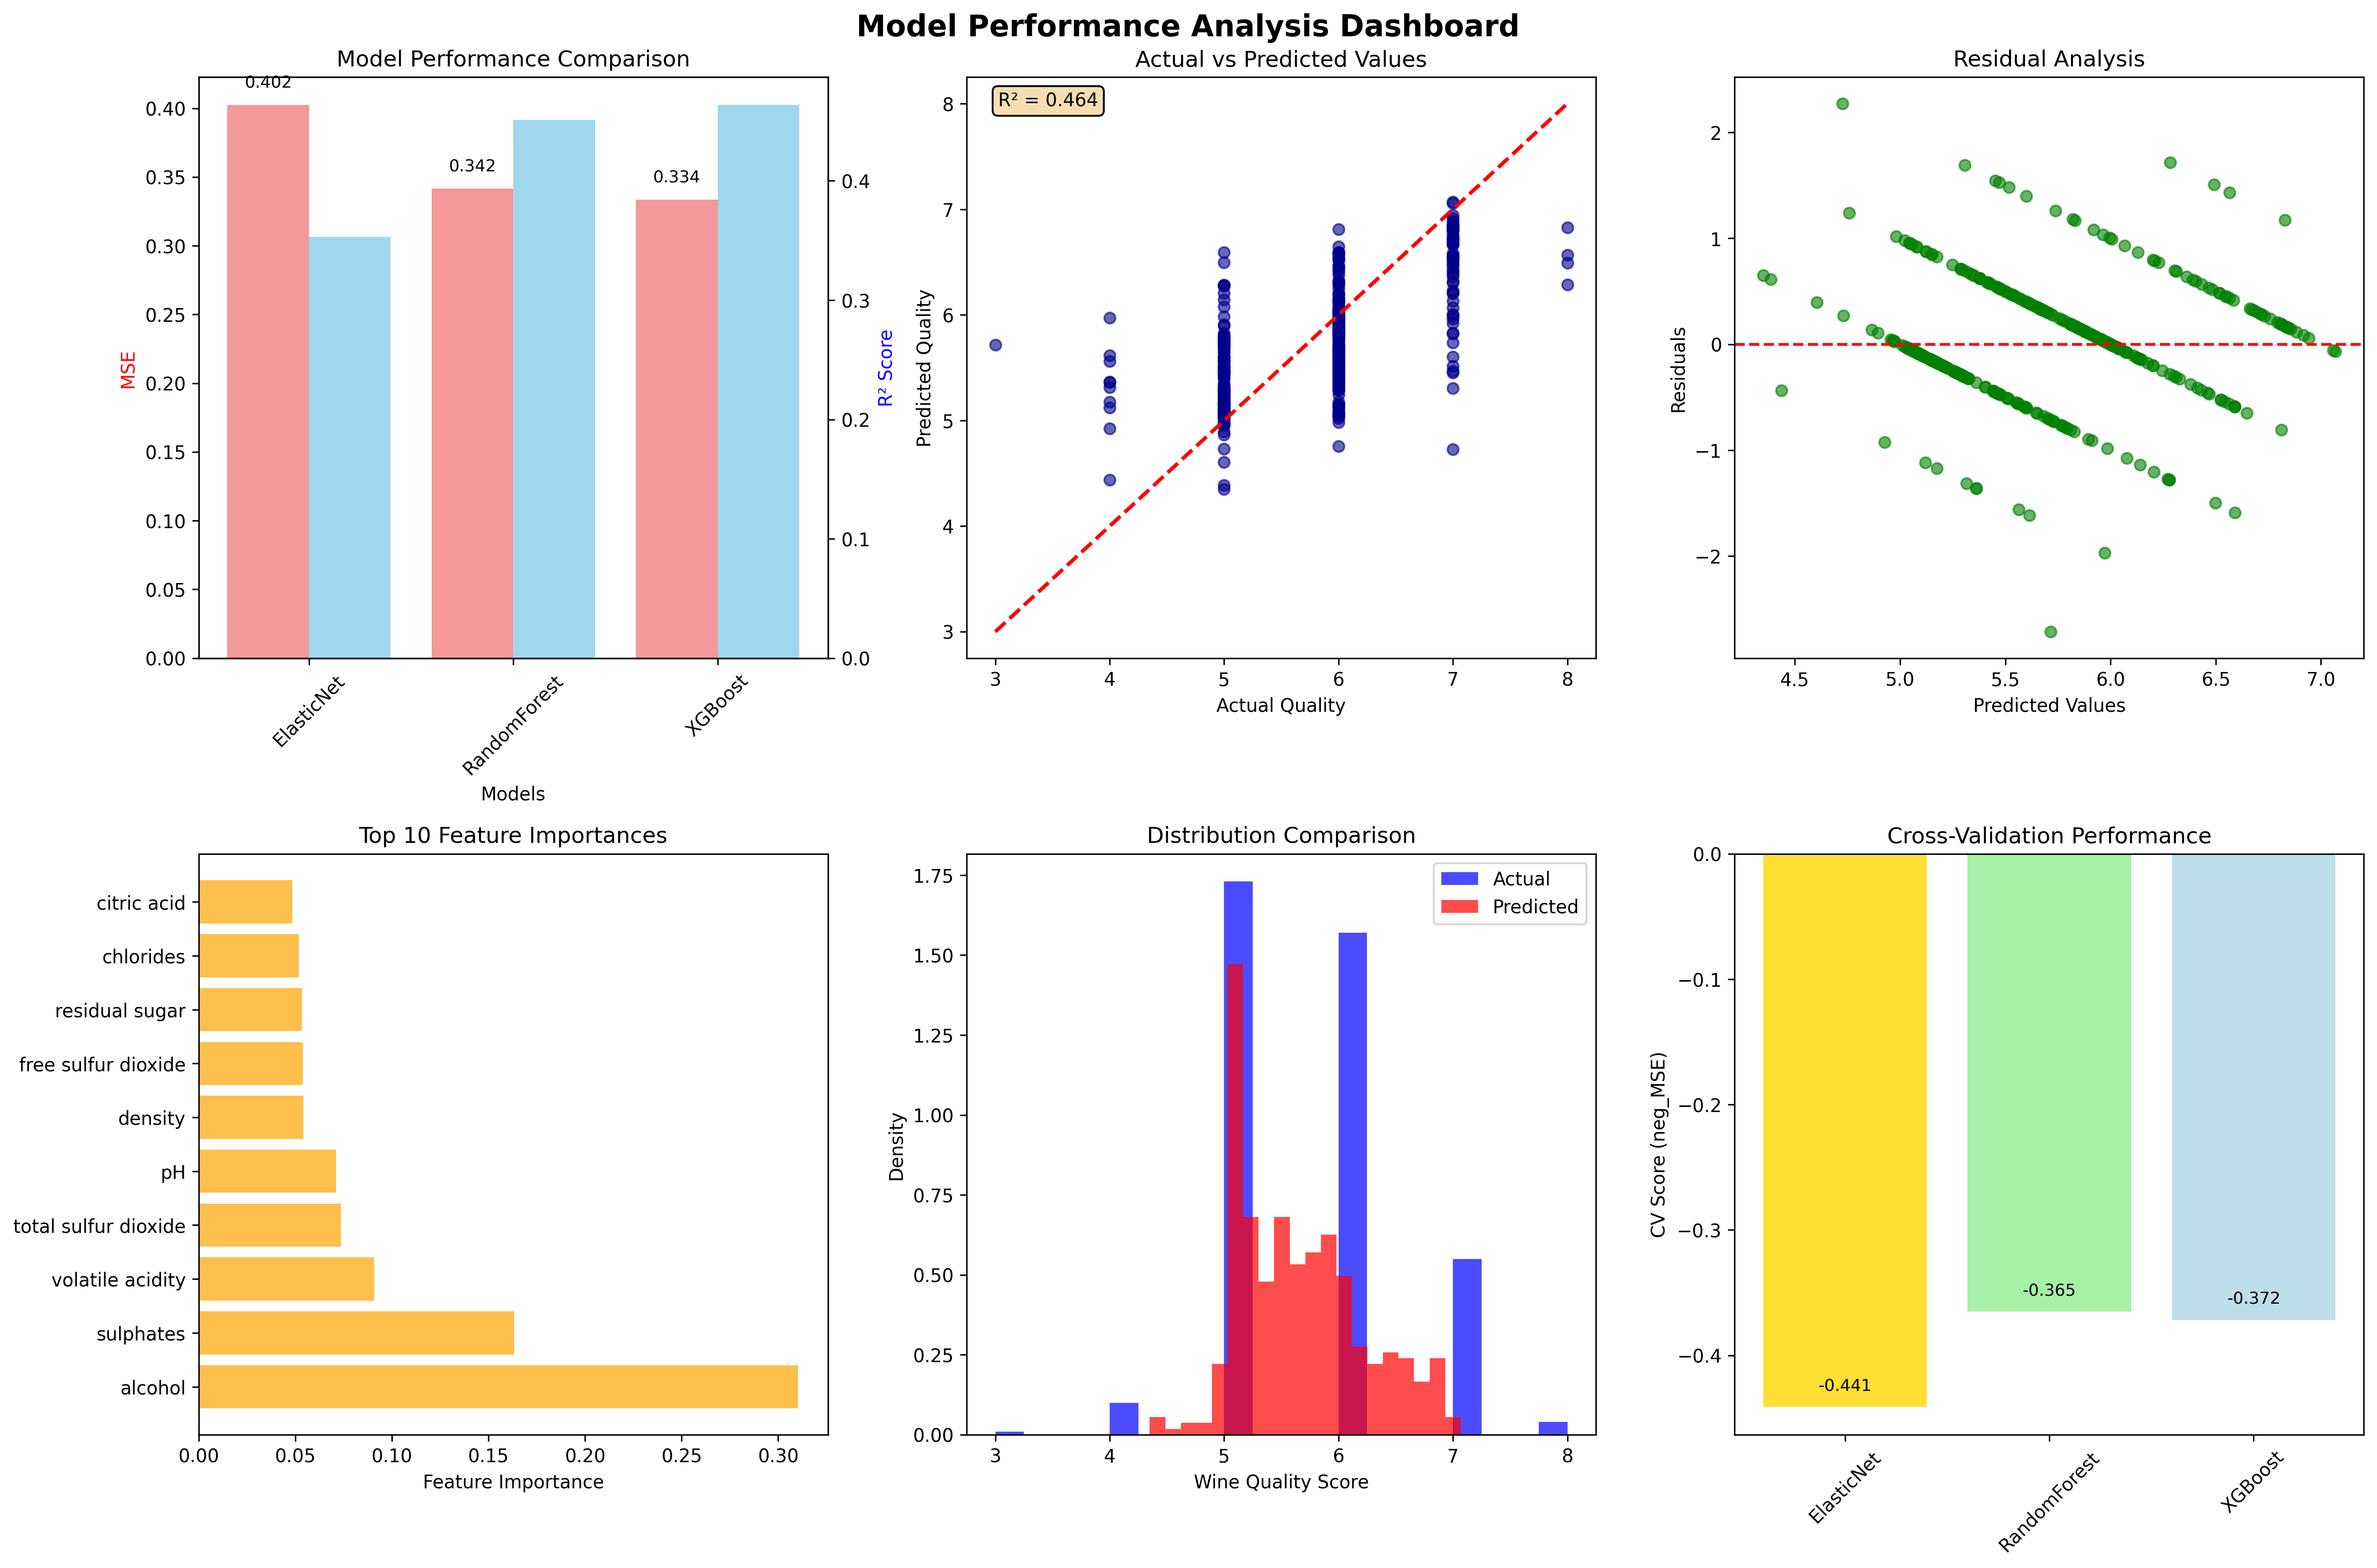 Model Performance Analysis Dashboard
Model Performance Comparison
0.402
0.342
0.334
0.40
0.35
0.30
0.25
0.20
0.15
0.10
0.05
0.00
MSE
0.4
0.3
0.2
0.1
0.0
R² Score
ElasticNet
RandomForest
XGBoost
Models
Actual vs Predicted Values
R² = 0.464
8
7
6
5
4
3
Predicted Quality
3 4 5 6 7 8
Actual Quality
Residual Analysis
2
1
0
−1
−2
Residuals
4.5 5.0 5.5 6.0 6.5 7.0
Predicted Values
Top 10 Feature Importances
citric acid
chlorides
residual sugar
free sulfur dioxide
density
pH
total sulfur dioxide
volatile acidity
sulphates
alcohol
0.00 0.05 0.10 0.15 0.20 0.25 0.30
Feature Importance
Distribution Comparison
Actual
Predicted
1.75
1.50
1.25
1.00
0.75
0.50
0.25
0.00
Density
3 4 5 6 7 8
Wine Quality Score
Cross-Validation Performance
0.0
−0.1
−0.2
−0.3
−0.4
CV Score (neg_MSE)
-0.441
-0.365
-0.372
ElasticNet
RandomForest
XGBoost